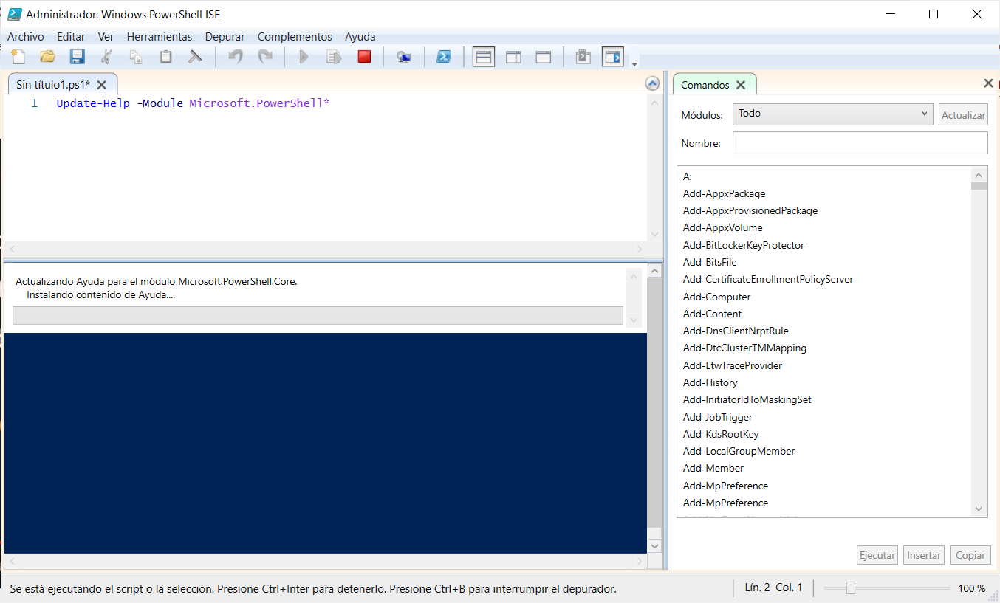 Administrador: Windows PowerShell ISE
Archivo Editar Ver Herramientas Depurar Complementos Ayuda
Sin título1.ps1*
1 Update-Help -Module Microsoft.PowerShell*
Actualizando Ayuda para el módulo Microsoft.PowerShell.Core.
Instalando contenido de Ayuda....
Comandos
Módulos: Todo Actualizar
Nombre:
A:
Add-AppxPackage
Add-AppxProvisionedPackage
Add-AppxVolume
Add-BitLockerKeyProtector
Add-BitsFile
Add-CertificateEnrollmentPolicyServer
Add-Computer
Add-Content
Add-DnsClientNrptRule
Add-DtcClusterTMMapping
Add-EtwTraceProvider
Add-History
Add-InitiatorIdToMaskingSet
Add-JobTrigger
Add-KdsRootKey
Add-LocalGroupMember
Add-Member
Add-MpPreference
Add-MpPreference
Ejecutar Insertar Copiar
Se está ejecutando el script o la selección. Presione Ctrl+Inter para detenerlo. Presione Ctrl+B para interrumpir el depurador.
Lín. 2 Col. 1
100 %